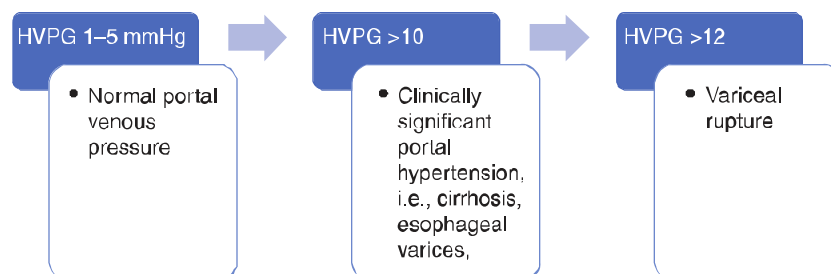 HVPG 1–5 mmHg
• Normal portal
venous
pressure
HVPG >10
• Clinically
significant
portal
hypertension,
i.e., cirrhosis,
esophageal
varices,
HVPG >12
• Variceal
rupture